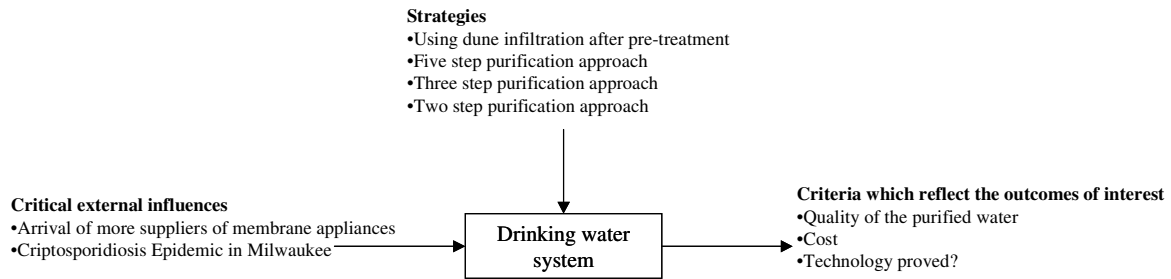 Strategies
•Using dune infiltration after pre-treatment
•Five step purification approach
•Three step purification approach
•Two step purification approach
Critical external influences
•Arrival of more suppliers of membrane appliances
•Criptosporidiosis Epidemic in Milwaukee
Drinking water
system
Criteria which reflect the outcomes of interest
•Quality of the purified water
•Cost
•Technology proved?